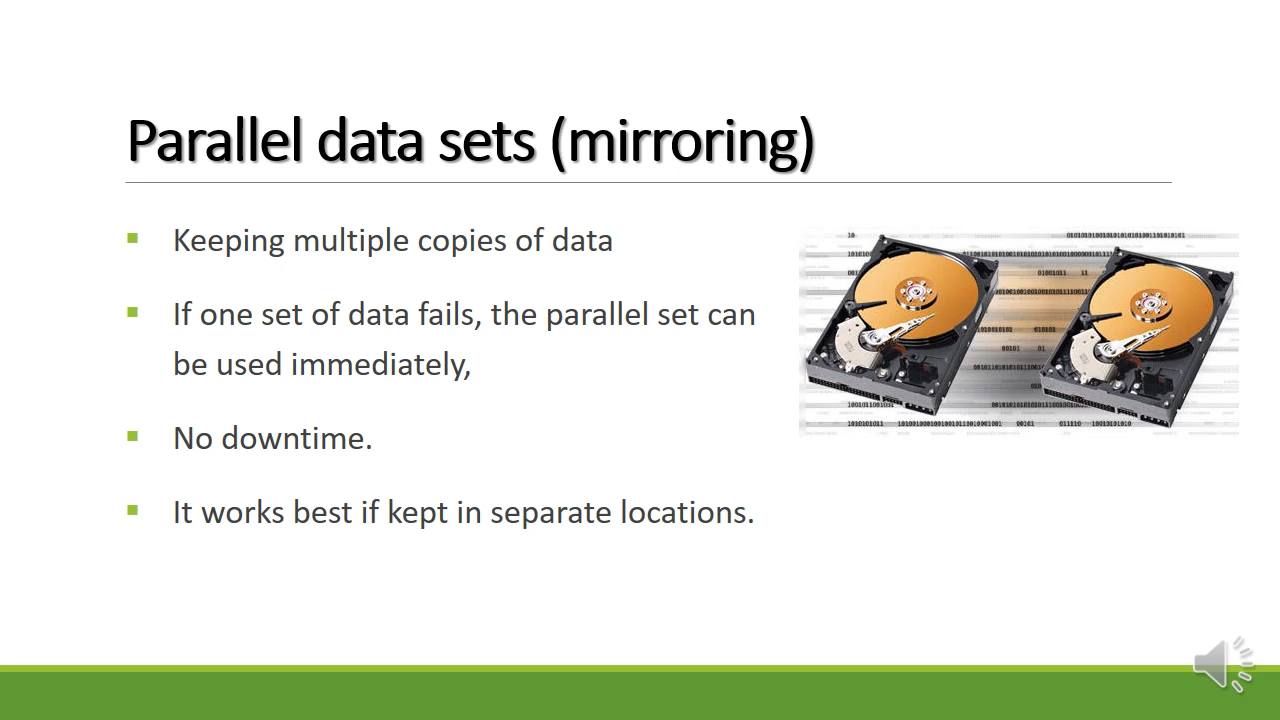 Parallel data sets (mirroring)
Keeping multiple copies of data
If one set of data fails, the parallel set can
be used immediately,
No downtime.
It works best if kept in separate locations.